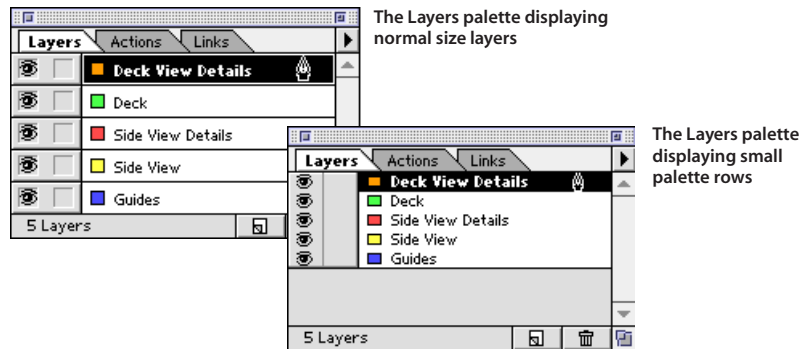 The Layers palette displaying
normal size layers
Layers Actions Links
Deck View Details
Deck
Side View Details
Side View
Guides
5 Layers
The Layers palette
displaying small
palette rows
Layers Actions Links
Deck View Details
Deck
Side View Details
Side View
Guides
5 Layers